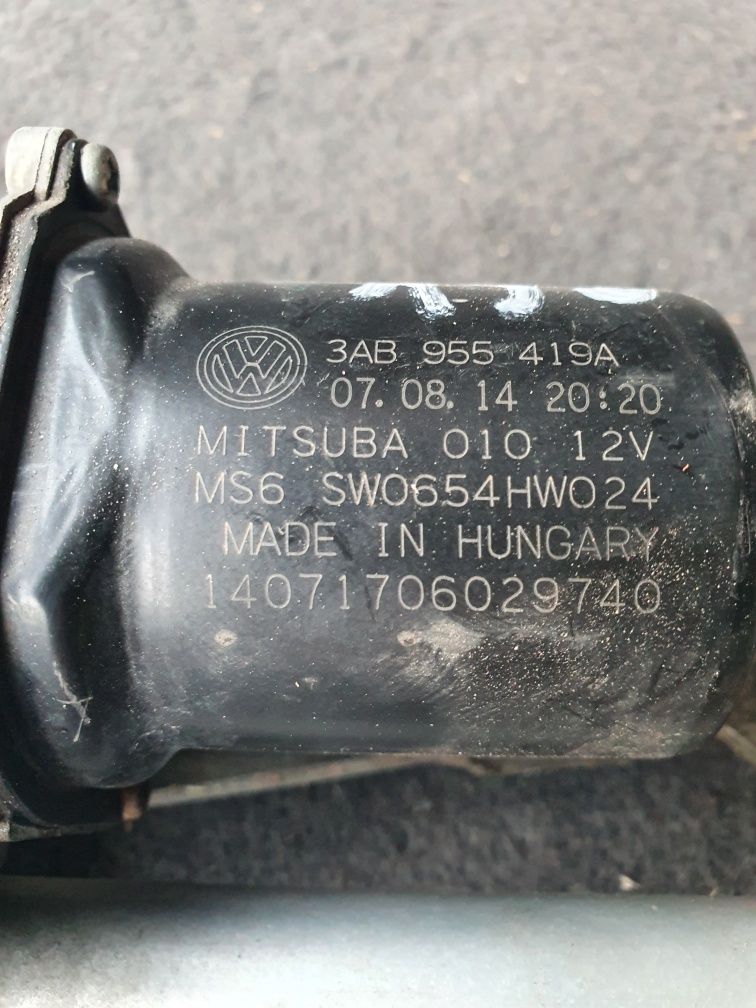 3AB 955 419A
07.08.14 20:20
MITSUBA 010 12V
MS6 SW0654HW024
MADE IN HUNGARY
14071706029740